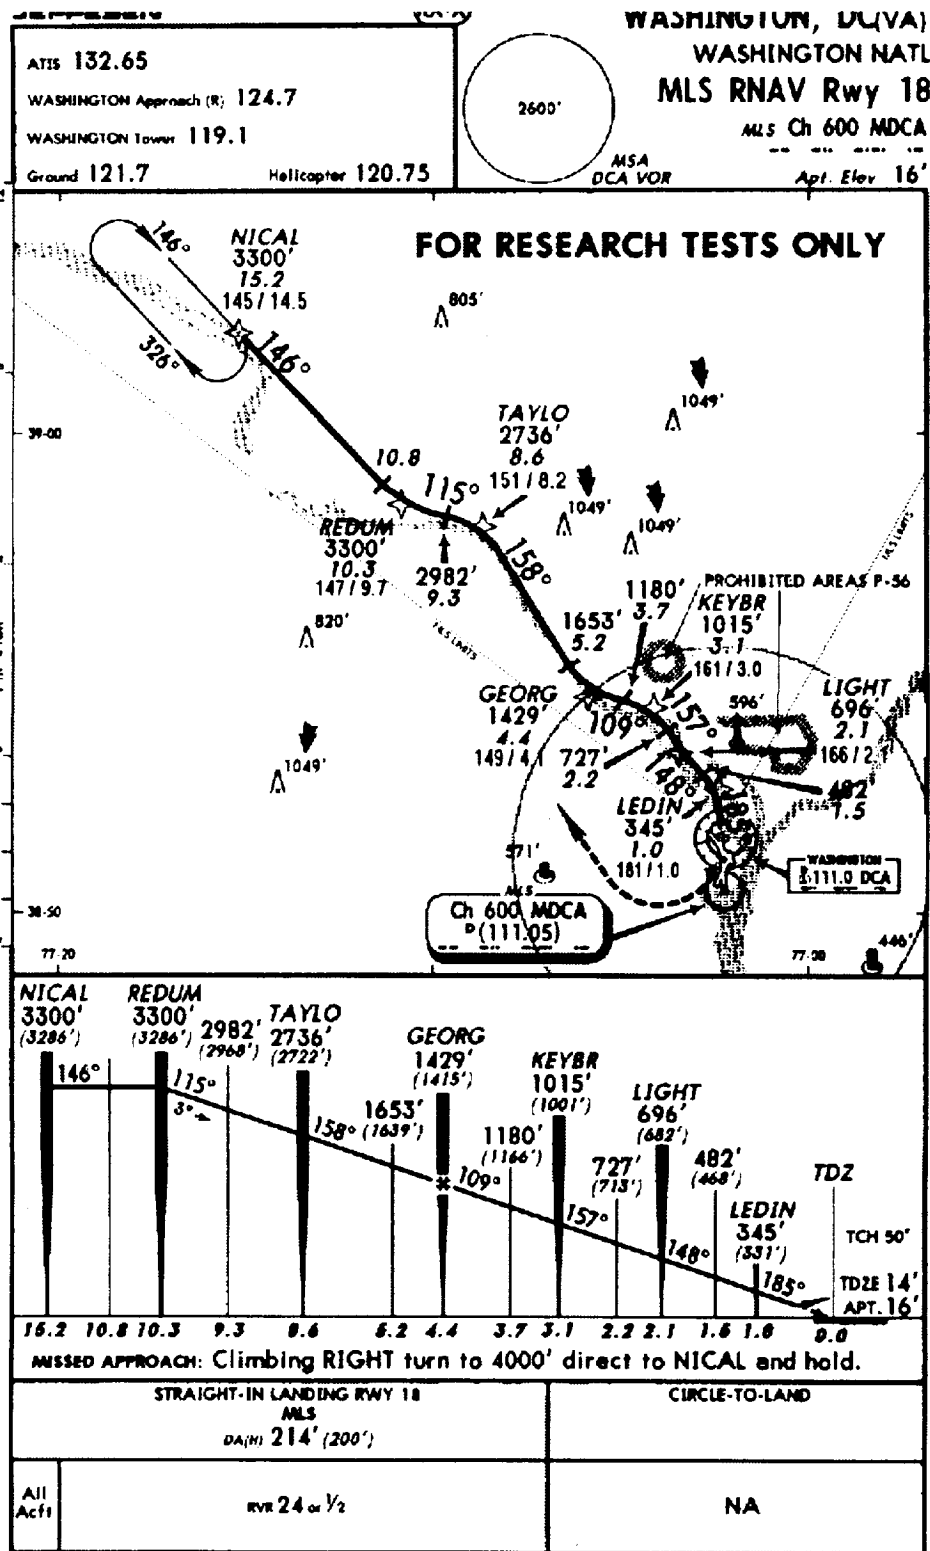 WASHINGTON, DC(VA)
WASHINGTON NATL
MLS RNAV Rwy 18
MLS Ch 600 MDCA
Apt. Elev 16'
ATIS 132.65
WASHINGTON Approach (R) 124.7
WASHINGTON Tower 119.1
Ground 121.7 Helicopter 120.75
2600'
MSA
DCA VOR
FOR RESEARCH TESTS ONLY
146°
326°
NICAL
3300'
15.2
145/14.5
146°
805'
1049'
39-00
10.8
115°
TAYLO
2736'
8.6
151/8.2
1049'
1049'
REDUM
3300'
10.3
147/9.7
2982'
9.3
158°
MLS LIMITS
820'
MLS LIMITS
1653'
5.2
1180'
3.7
PROHIBITED AREAS P-56
KEYBR
1015'
3.1
161/3.0
GEORG
1429'
4.4
149/4.1
109°
157°
727'
2.2
596'
LIGHT
696'
2.1
166/2.1
148°
482'
1.5
1049'
LEDIN
345'
1.0
181/1.0
185°
571'
WASHINGTON
111.0 DCA
MLS
Ch 600 MDCA
(111.05)
38-50
77-20
77-00
446'
NICAL
3300'
(3286')
REDUM
3300'
(3286')
2982'
(2968')
TAYLO
2736'
(2722')
GEORG
1429'
(1415')
KEYBR
1015'
(1001')
LIGHT
696'
(682')
1653'
(1639')
1180'
(1166')
727'
(713')
482'
(468')
LEDIN
345'
(331')
TDZ
146°
115°
3°
158°
109°
157°
148°
185°
TCH 50'
TDZE 14'
APT. 16'
15.2 10.8 10.3 9.3 8.6 5.2 4.4 3.7 3.1 2.2 2.1 1.5 1.0 0.0
MISSED APPROACH: Climbing RIGHT turn to 4000' direct to NICAL and hold.
STRAIGHT-IN LANDING RWY 18
MLS
DA(H) 214' (200')
CIRCLE-TO-LAND
All
Acft
RVR 24 or 1/2
NA